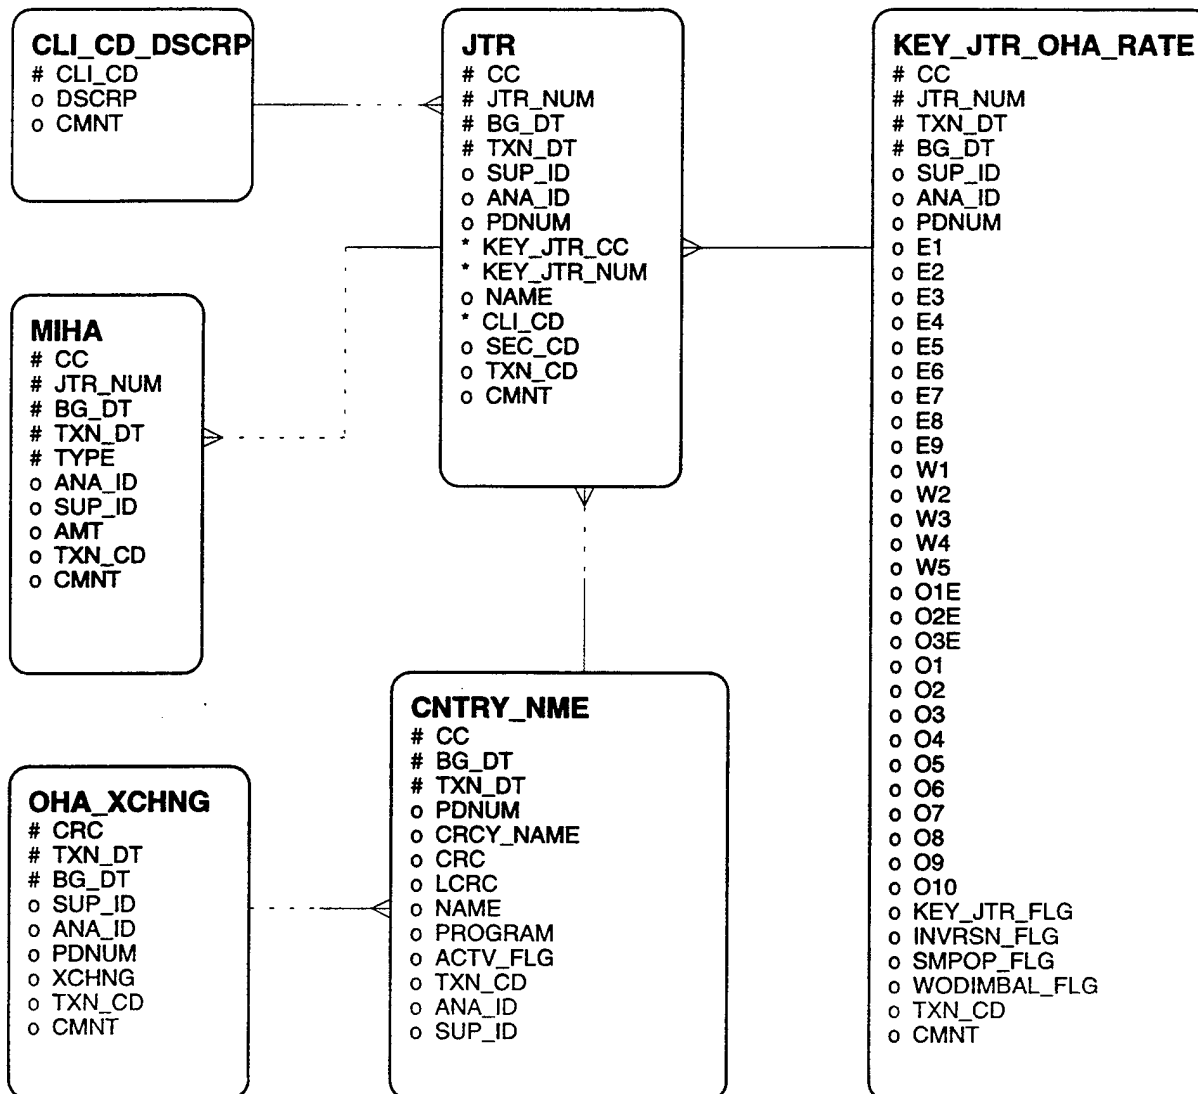 CLI_CD_DSCRP
# CLI_CD
o DSCRP
o CMNT
JTR
# CC
# JTR_NUM
# BG_DT
# TXN_DT
o SUP_ID
o ANA_ID
o PDNUM
* KEY_JTR_CC
* KEY_JTR_NUM
o NAME
* CLI_CD
o SEC_CD
o TXN_CD
o CMNT
KEY_JTR_OHA_RATE
# CC
# JTR_NUM
# TXN_DT
# BG_DT
o SUP_ID
o ANA_ID
o PDNUM
o E1
o E2
o E3
o E4
o E5
o E6
o E7
o E8
o E9
o W1
o W2
o W3
o W4
o W5
o O1E
o O2E
o O3E
o O1
o O2
o O3
o O4
o O5
o O6
o O7
o O8
o O9
o O10
o KEY_JTR_FLG
o INVRSN_FLG
o SMPOP_FLG
o WODIMBAL_FLG
o TXN_CD
o CMNT
MIHA
# CC
# JTR_NUM
# BG_DT
# TXN_DT
# TYPE
o ANA_ID
o SUP_ID
o AMT
o TXN_CD
o CMNT
CNTRY_NME
# CC
# BG_DT
# TXN_DT
o PDNUM
o CRCY_NAME
o CRC
o LCRC
o NAME
o PROGRAM
o ACTV_FLG
o TXN_CD
o ANA_ID
o SUP_ID
OHA_XCHNG
# CRC
# TXN_DT
# BG_DT
o SUP_ID
o ANA_ID
o PDNUM
o XCHNG
o TXN_CD
o CMNT